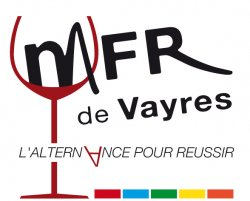 MFR
de Vayres
L'ALTERNANCE POUR REUSSIR